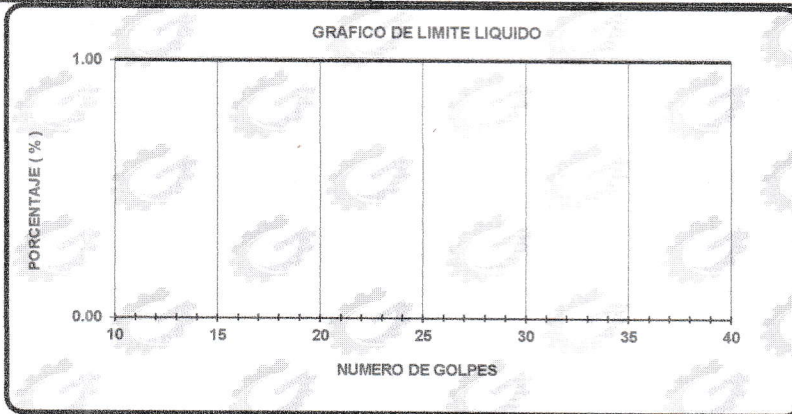 GRAFICO DE LIMITE LIQUIDO
1.00
PORCENTAJE ( % )
0.00
10 15 20 25 30 35 40
NUMERO DE GOLPES